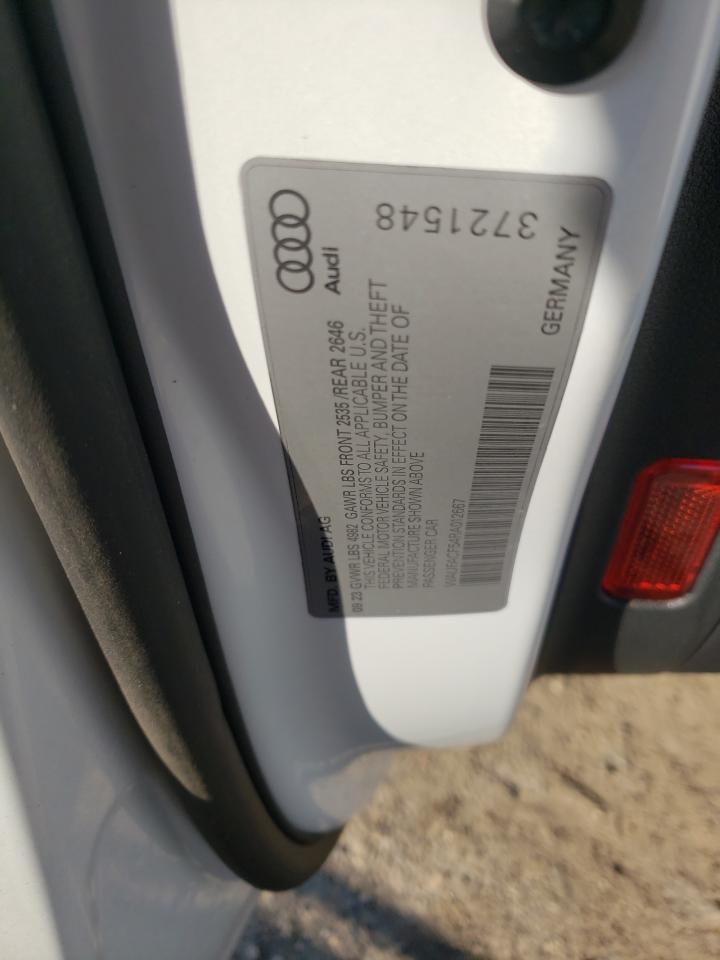 Audi
3721548
MFD. BY AUDI AG
09 23 GVWR LBS 4982 GAWR LBS FRONT 2535 /REAR 2646
THIS VEHICLE CONFORMS TO ALL APPLICABLE U.S.
FEDERAL MOTOR VEHICLE SAFETY, BUMPER AND THEFT
PREVENTION STANDARDS IN EFFECT ON THE DATE OF
MANUFACTURE SHOWN ABOVE
PASSENGER CAR
GERMANY